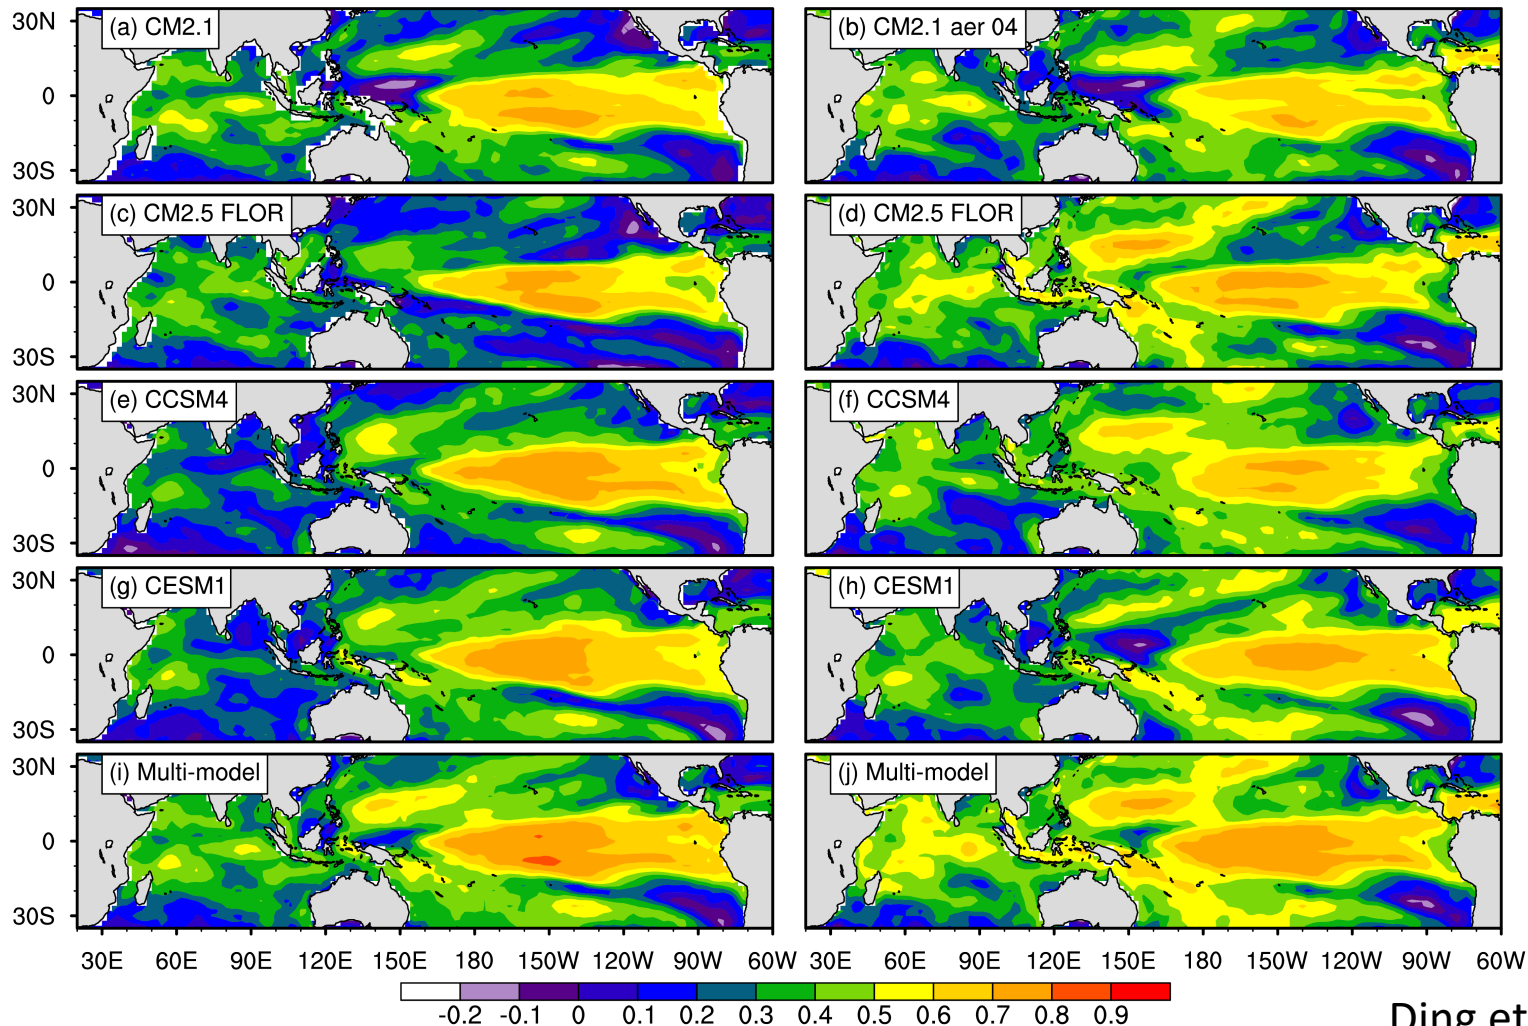 30N (a) CM2.1 (b) CM2.1 aer 04
0
30S
30N (c) CM2.5 FLOR (d) CM2.5 FLOR
0
30S
30N (e) CCSM4 (f) CCSM4
0
30S
30N (g) CESM1 (h) CESM1
0
30S
30N (i) Multi-model (j) Multi-model
0
30S
30E 60E 90E 120E 150E 180 150W 120W 90W 60W 30E 60E 90E 120E 150E 180 150W 120W 90W 60W
-0.2 -0.1 0 0.1 0.2 0.3 0.4 0.5 0.6 0.7 0.8 0.9
Ding et